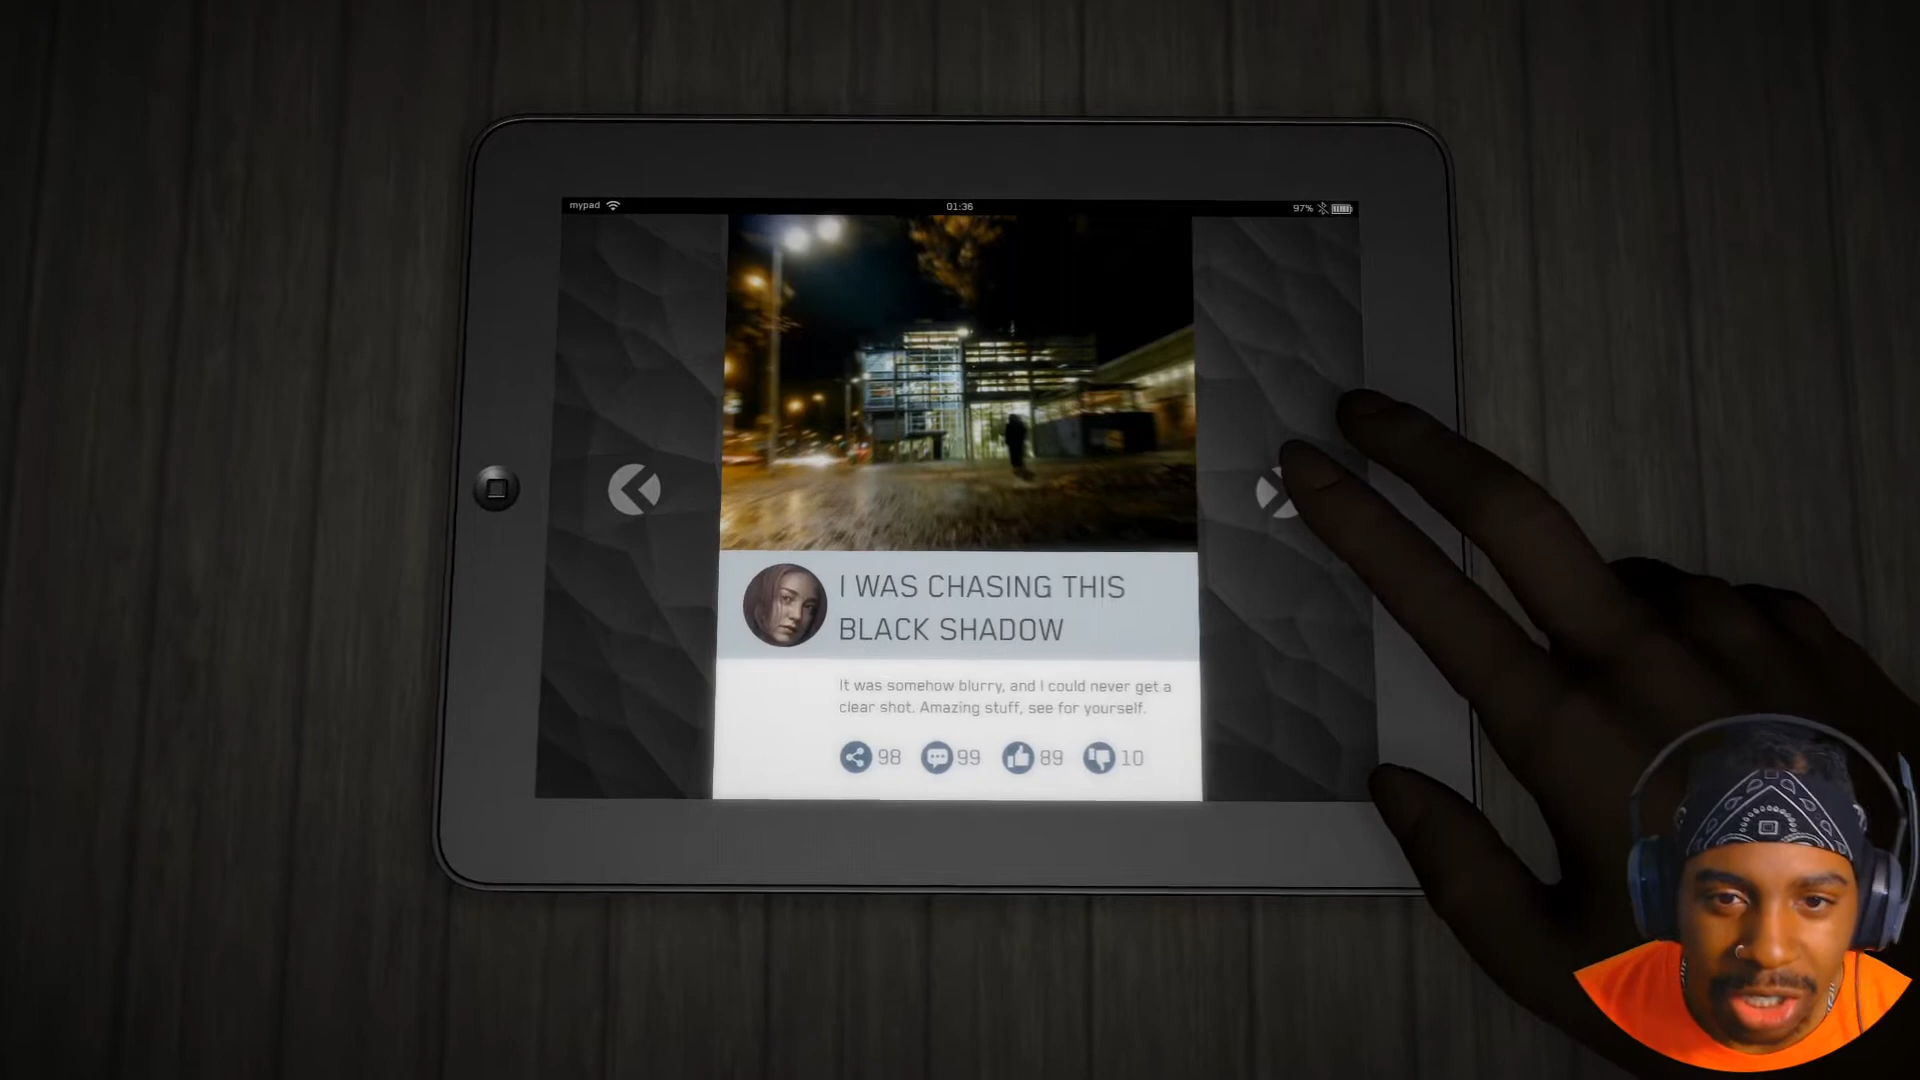 mypad 01:36 97%
I WAS CHASING THIS
BLACK SHADOW
It was somehow blurry, and I could never get a
clear shot. Amazing stuff, see for yourself.
98 99 89 10